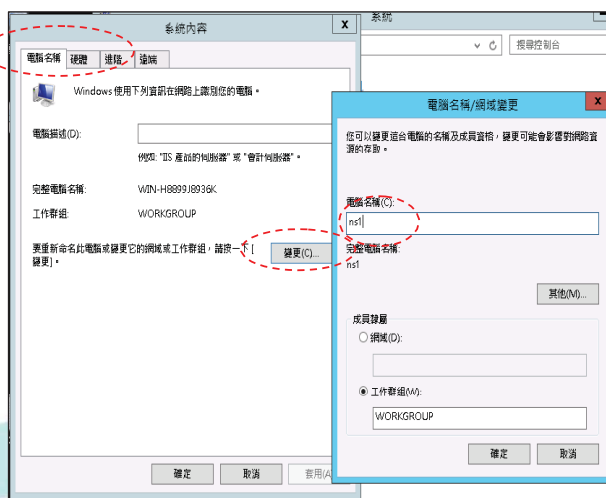 系統內容
x
電腦名稱 硬體 進階 遠端
Windows 使用下列資訊在網路上識別您的電腦。
電腦描述(D):
例如: "IIS 產品的伺服器" 或 "會計伺服器"。
完整電腦名稱: WIN-H8899J8936K
工作群組: WORKGROUP
要重新命名此電腦或變更它的網域或工作群組，請按一下 [
變更]。
變更(C)...
確定 取消 套用(A)
系統
搜尋控制台
電腦名稱/網域變更
x
您可以變更這台電腦的名稱及成員資格，變更可能會影響對網路資
源的存取。
電腦名稱(C):
ns1
完整電腦名稱:
ns1
其他(M)...
成員隸屬
網域(D):
工作群組(W):
WORKGROUP
確定 取消